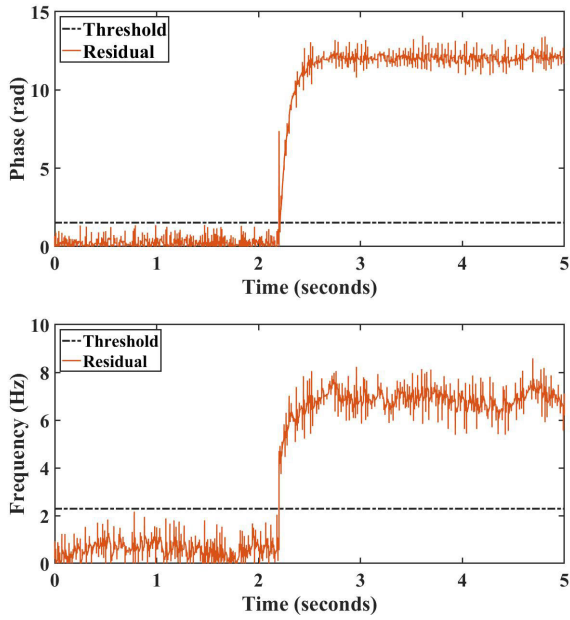 15
Threshold
Residual
10
Phase (rad)
5
0
0 1 2 3 4 5
Time (seconds)
10
Threshold
Residual
8
6
Frequency (Hz)
4
2
0
0 1 2 3 4 5
Time (seconds)